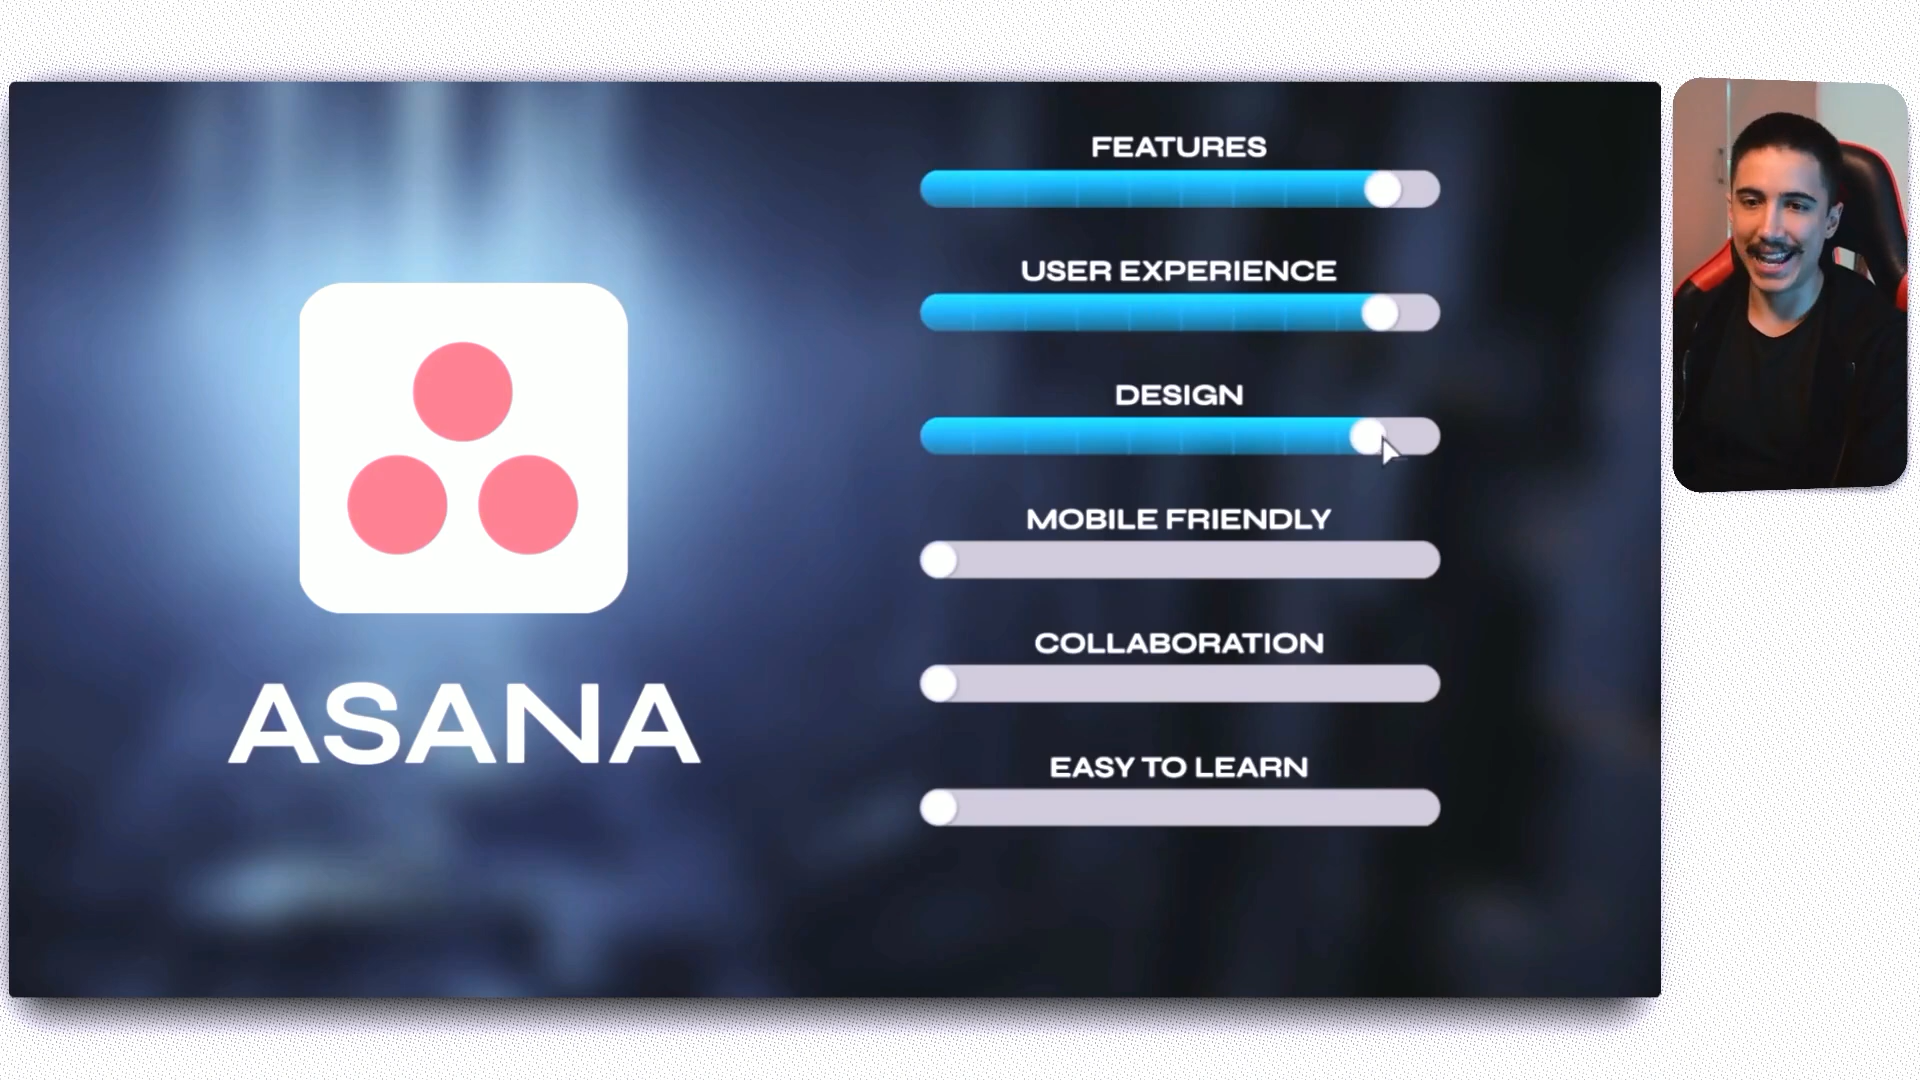 FEATURES
USER EXPERIENCE
DESIGN
MOBILE FRIENDLY
COLLABORATION
EASY TO LEARN
ASANA